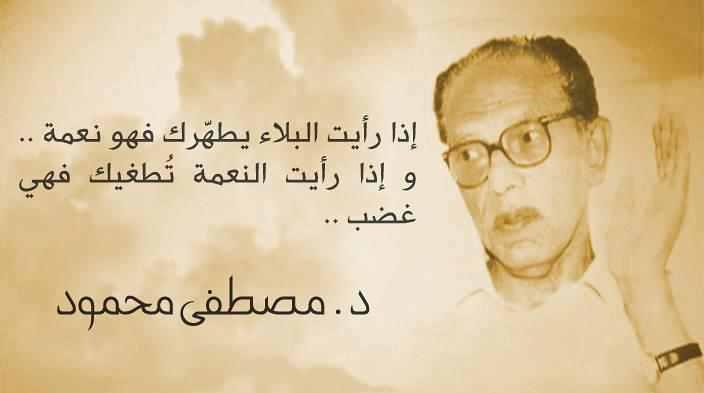 إذا رأيت البلاء يطهّرك فهو نعمة ..
و إذا رأيت النعمة تُطغيك فهي
غضب ..
د. مصطفى محمود